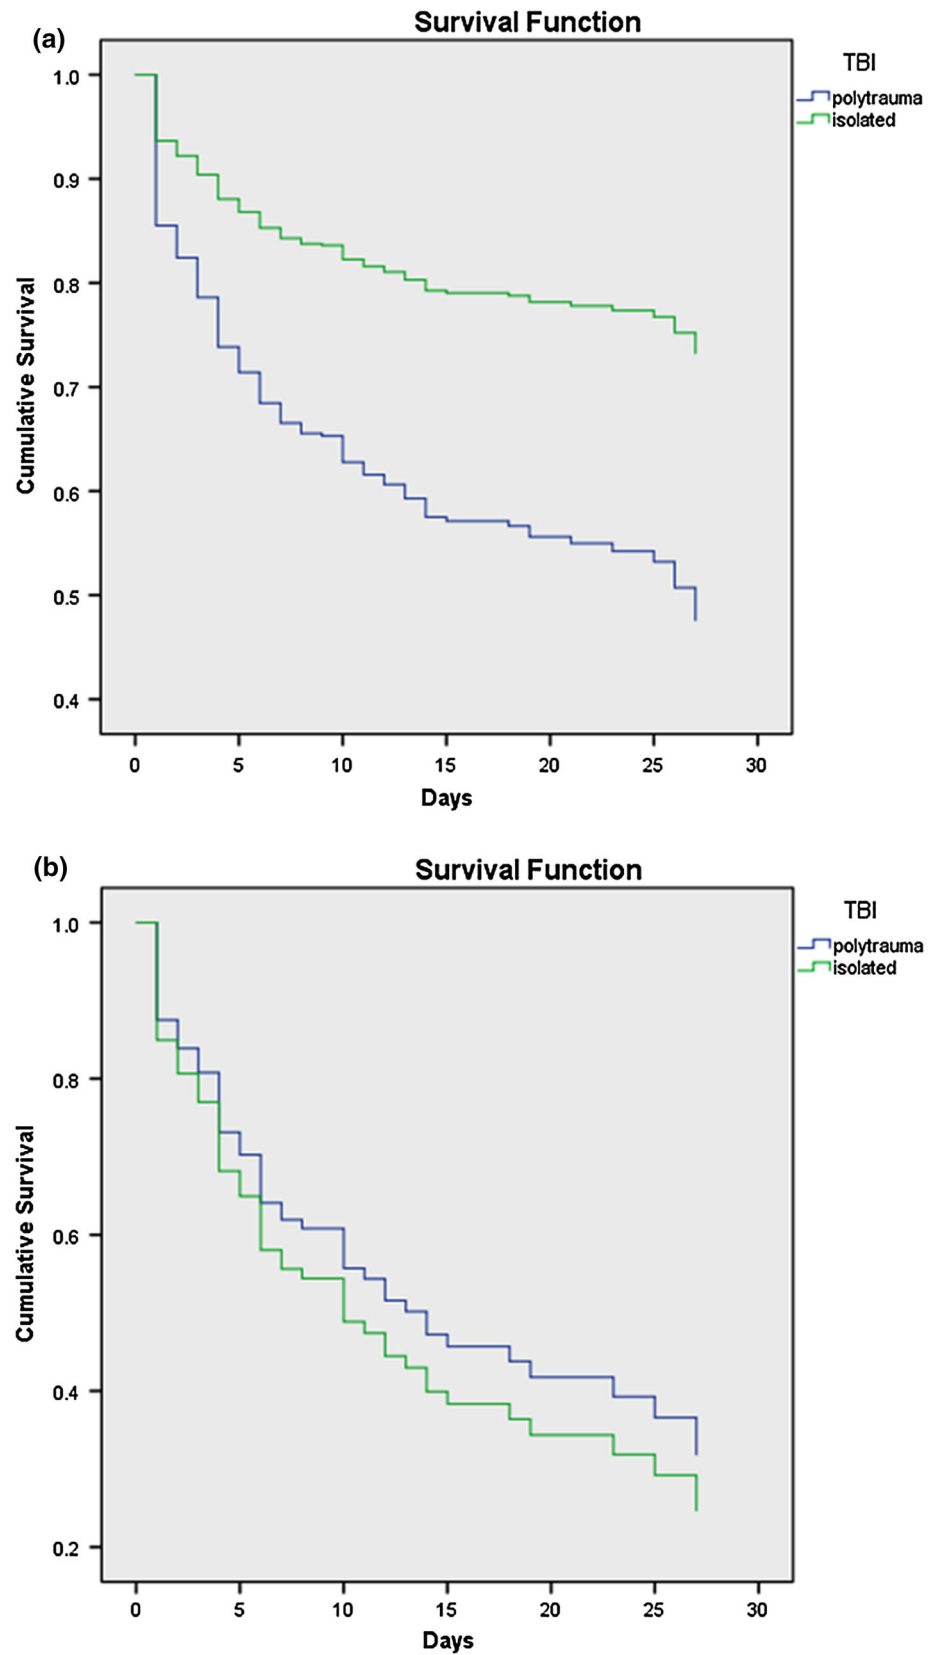 (a)
Survival Function
TBI
polytrauma
isolated
1.0
0.9
0.8
0.7
0.6
0.5
0.4
Cumulative Survival
0 5 10 15 20 25 30
Days
(b)
Survival Function
TBI
polytrauma
isolated
1.0
0.8
0.6
0.4
0.2
Cumulative Survival
0 5 10 15 20 25 30
Days